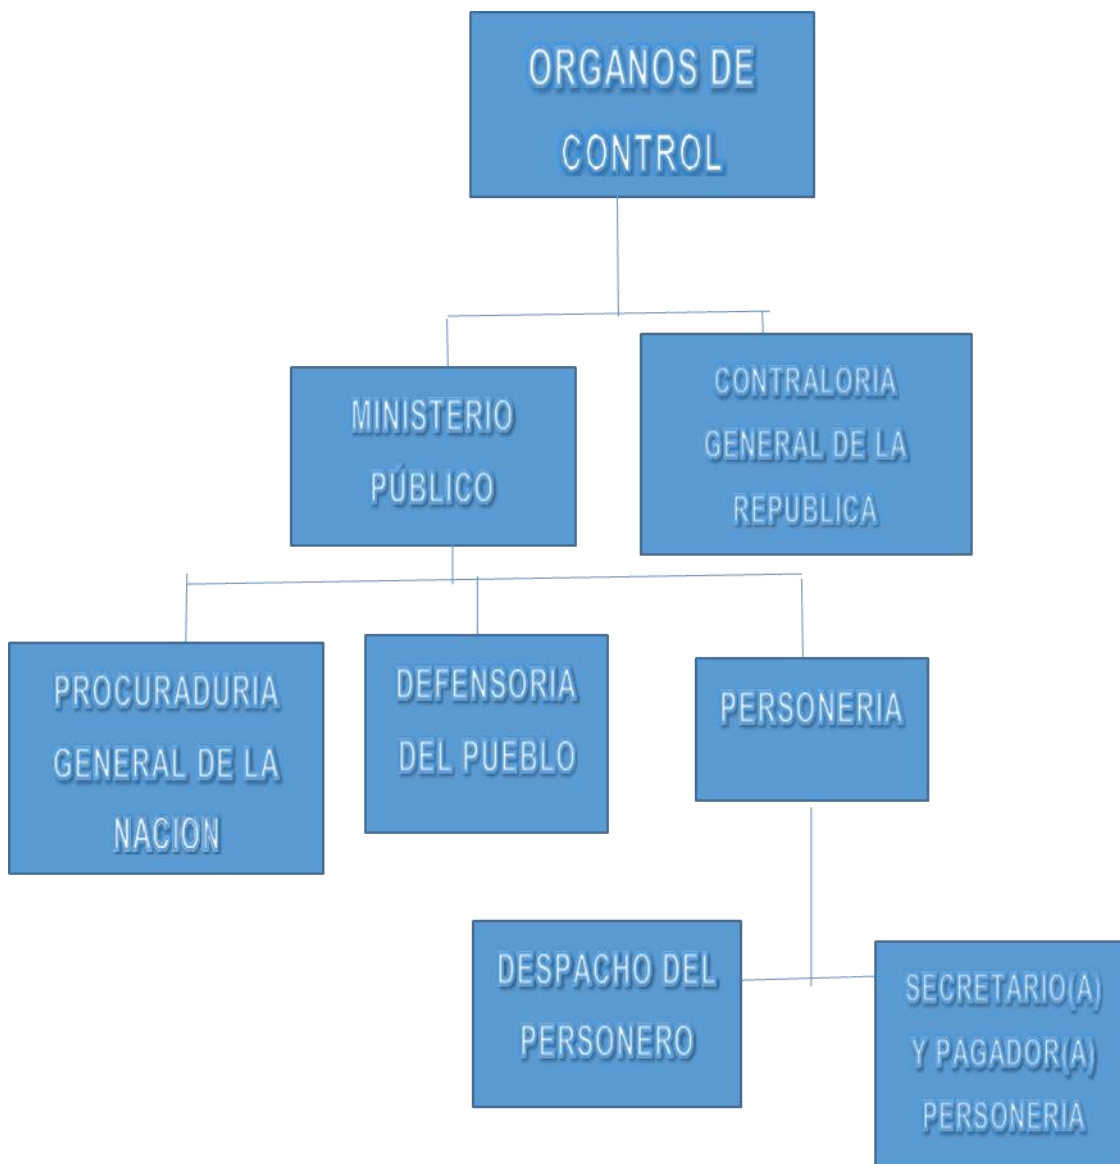 ORGANOS DE
CONTROL
MINISTERIO
PÚBLICO
CONTRALORIA
GENERAL DE LA
REPUBLICA
PROCURADURIA
GENERAL DE LA
NACION
DEFENSORIA
DEL PUEBLO
PERSONERIA
DESPACHO DEL
PERSONERO
SECRETARIO(A)
Y PAGADOR(A)
PERSONERIA